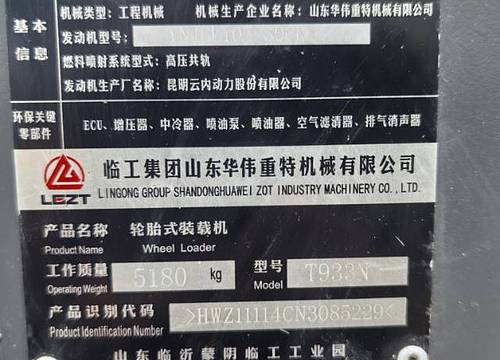 基本信息
机械类型：工程机械 机械生产企业名称：山东华伟重特机械有限公司
发动机型号：
燃料喷射系统型式：高压共轨
发动机生产厂名称：昆明云内动力股份有限公司
环保关键零部件
ECU、增压器、中冷器、喷油泵、喷油器、空气滤清器、排气消声器
LEZT
临工集团山东华伟重特机械有限公司
LINGONG GROUP SHANDONGHUAWEI ZOT INDUSTRY MACHINERY CO., LTD.
产品名称 轮胎式装载机
Product Name Wheel Loader
工作质量 5180 kg 型号 T933N
Operating Weight Model
产品识别代码 >HWZ11114CN3085229<
Product Identification Number
山东临沂蒙阴临工工业园